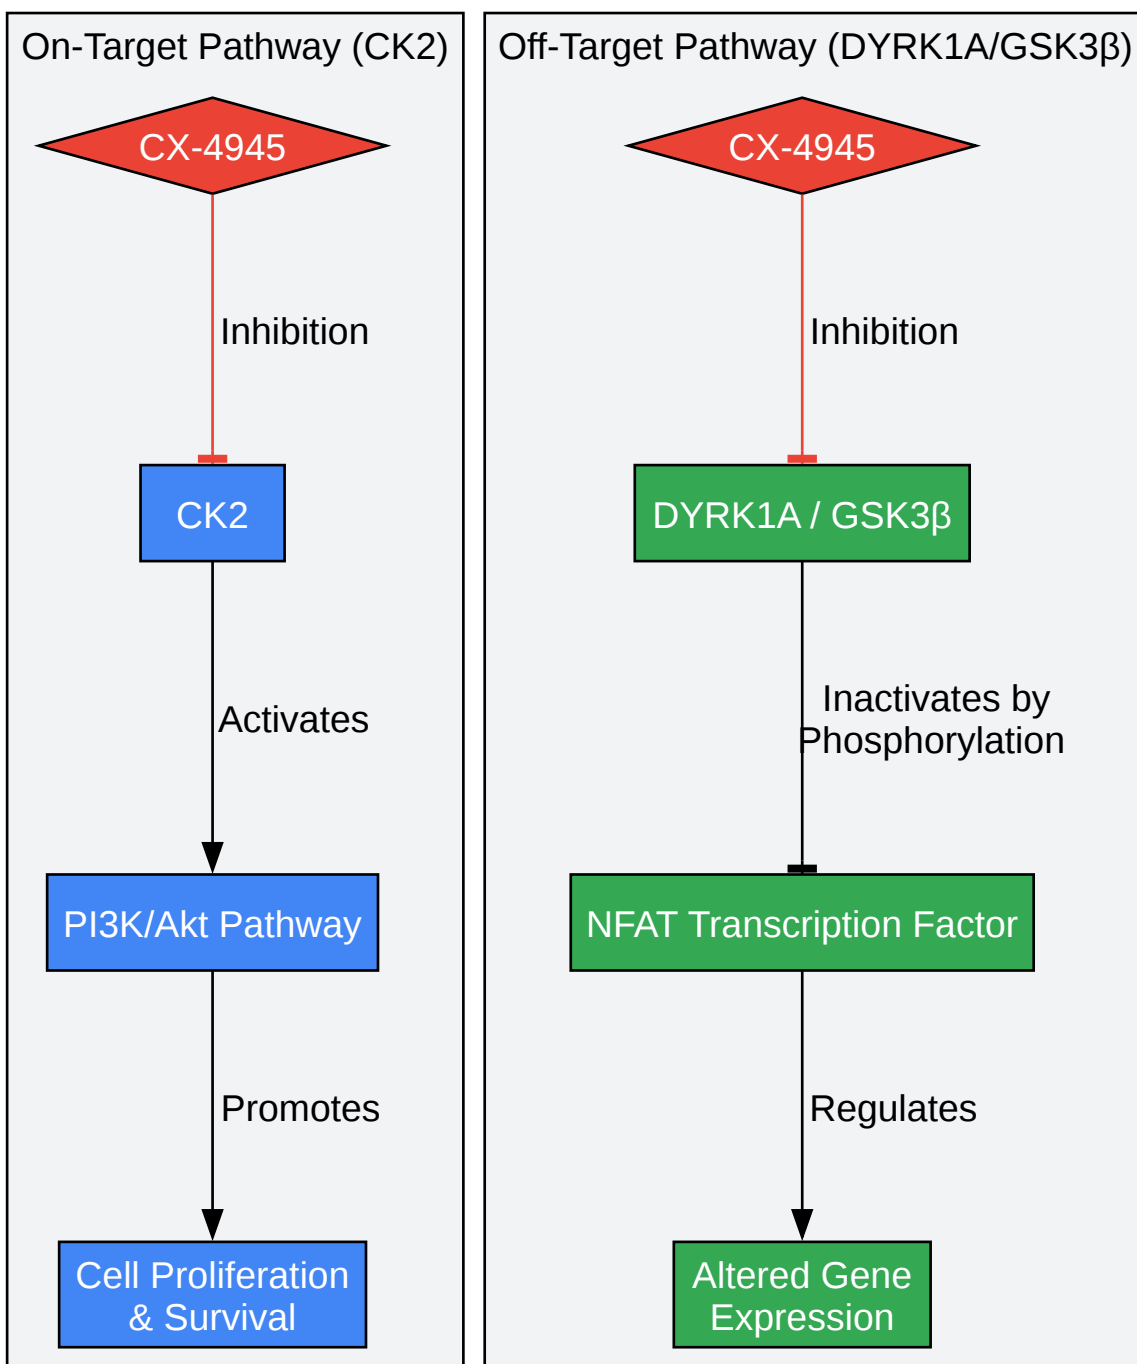 On-Target Pathway (CK2)
CX-4945
Inhibition
CK2
Activates
PI3K/Akt Pathway
Promotes
Cell Proliferation
& Survival
Off-Target Pathway (DYRK1A/GSK3β)
CX-4945
Inhibition
DYRK1A / GSK3β
Inactivates by
Phosphorylation
NFAT Transcription Factor
Regulates
Altered Gene
Expression